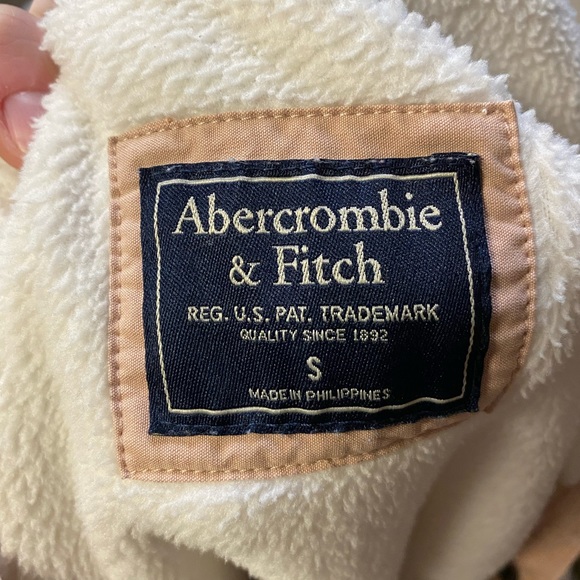 Abercrombie
& Fitch
REG. U.S. PAT. TRADEMARK
QUALITY SINCE 1892
S
MADE IN PHILIPPINES